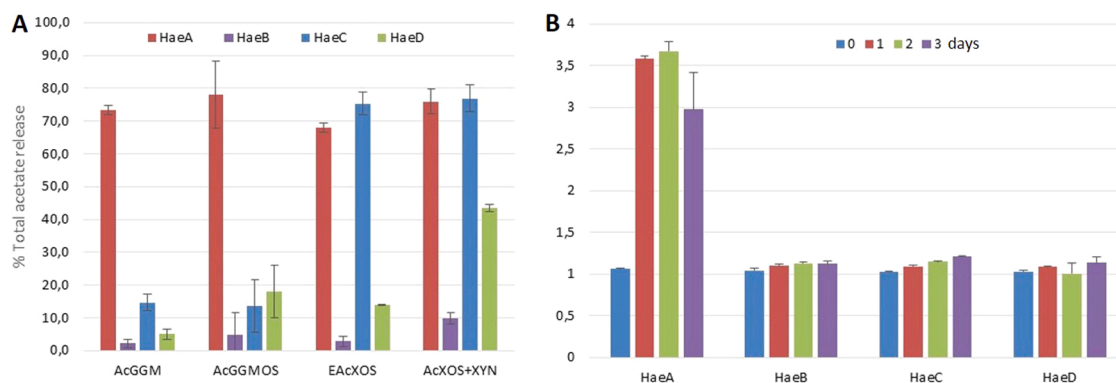 A
HaeA HaeB HaeC HaeD
% Total acetate release
100,0
90,0
80,0
70,0
60,0
50,0
40,0
30,0
20,0
10,0
0,0
AcGGM AcGGMOS EAcXOS AcXOS+XYN
B
0 1 2 3 days
4
3,5
3
2,5
2
1,5
1
0,5
0
HaeA HaeB HaeC HaeD